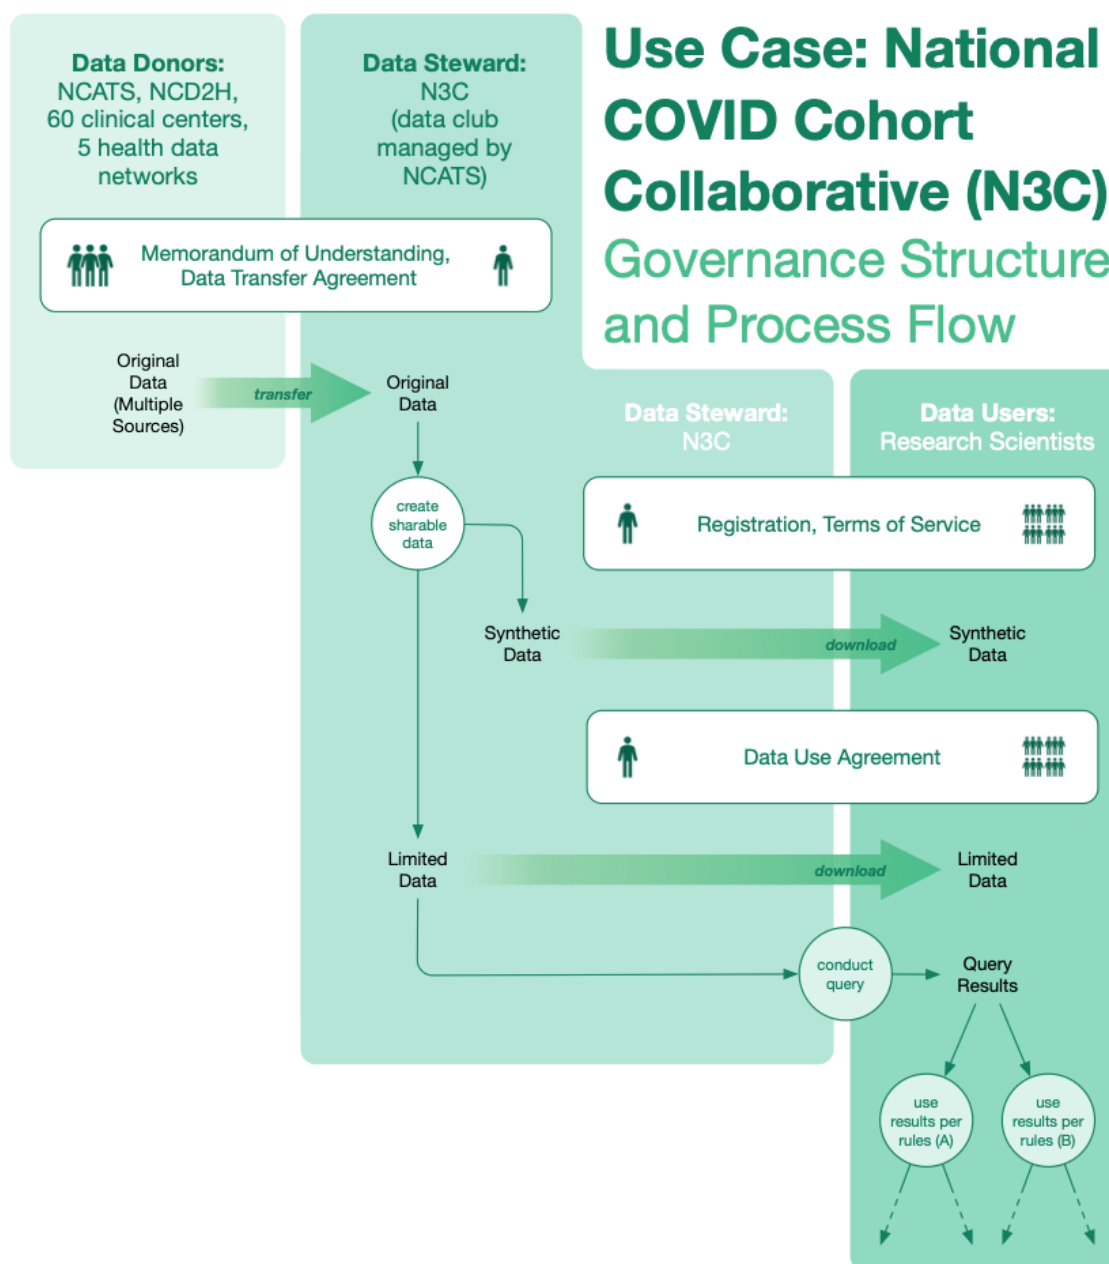 Use Case: National
COVID Cohort
Collaborative (N3C)
Governance Structure
and Process Flow
Data Donors:
NCATS, NCD2H,
60 clinical centers,
5 health data
networks
Data Steward:
N3C
(data club
managed by
NCATS)
Memorandum of Understanding,
Data Transfer Agreement
Original
Data
(Multiple
Sources)
transfer
Original
Data
create
sharable
data
Data Steward:
N3C
Data Users:
Research Scientists
Registration, Terms of Service
Synthetic
Data
download
Synthetic
Data
Data Use Agreement
Limited
Data
download
Limited
Data
conduct
query
Query
Results
use
results per
rules (A)
use
results per
rules (B)